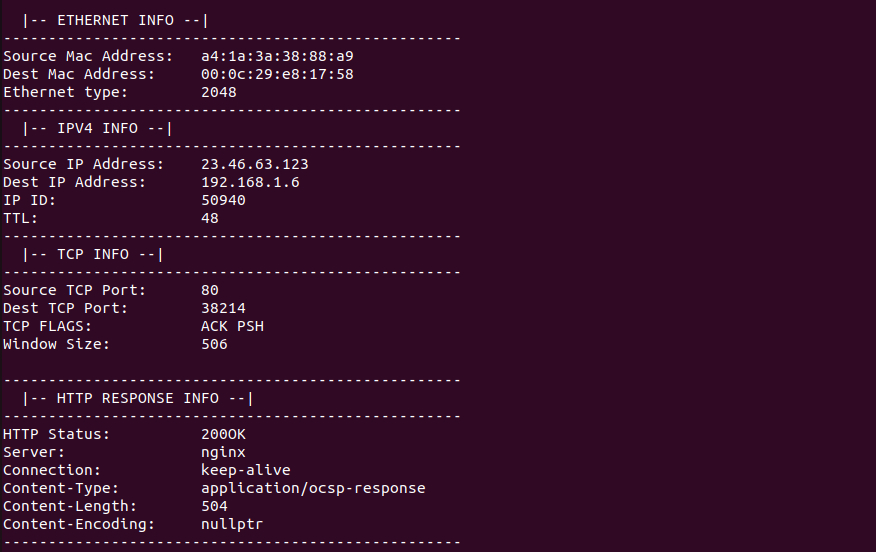 |-- ETHERNET INFO --|
---------------------------------------------------
Source Mac Address:   a4:1a:3a:38:88:a9
Dest Mac Address:     00:0c:29:e8:17:58
Ethernet type:        2048
---------------------------------------------------
  |-- IPV4 INFO --|
---------------------------------------------------
Source IP Address:    23.46.63.123
Dest IP Address:      192.168.1.6
IP ID:                50940
TTL:                  48
---------------------------------------------------
  |-- TCP INFO --|
---------------------------------------------------
Source TCP Port:      80
Dest TCP Port:        38214
TCP FLAGS:            ACK PSH
Window Size:          506

---------------------------------------------------
  |-- HTTP RESPONSE INFO --|
---------------------------------------------------
HTTP Status:          200OK
Server:               nginx
Connection:           keep-alive
Content-Type:         application/ocsp-response
Content-Length:       504
Content-Encoding:     nullptr
---------------------------------------------------